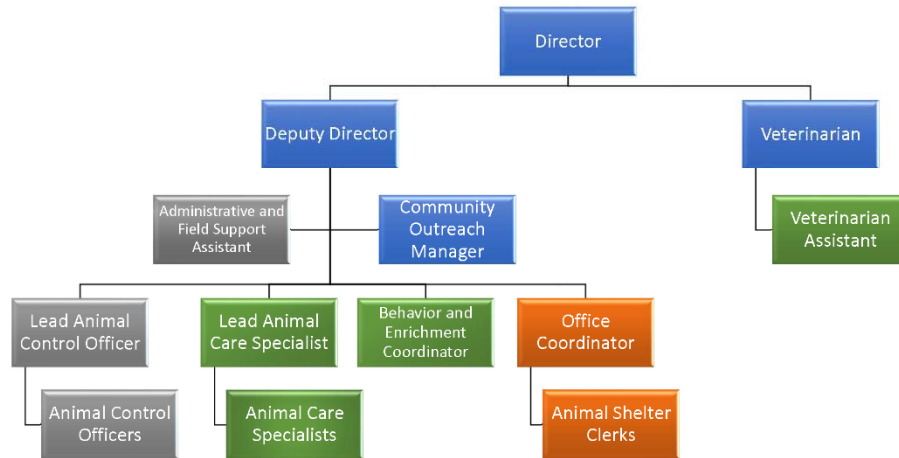 Director
Deputy Director
Veterinarian
Administrative and
Field Support
Assistant
Community
Outreach
Manager
Veterinarian
Assistant
Lead Animal
Control Officer
Lead Animal
Care Specialist
Behavior and
Enrichment
Coordinator
Office
Coordinator
Animal Control
Officers
Animal Care
Specialists
Animal Shelter
Clerks